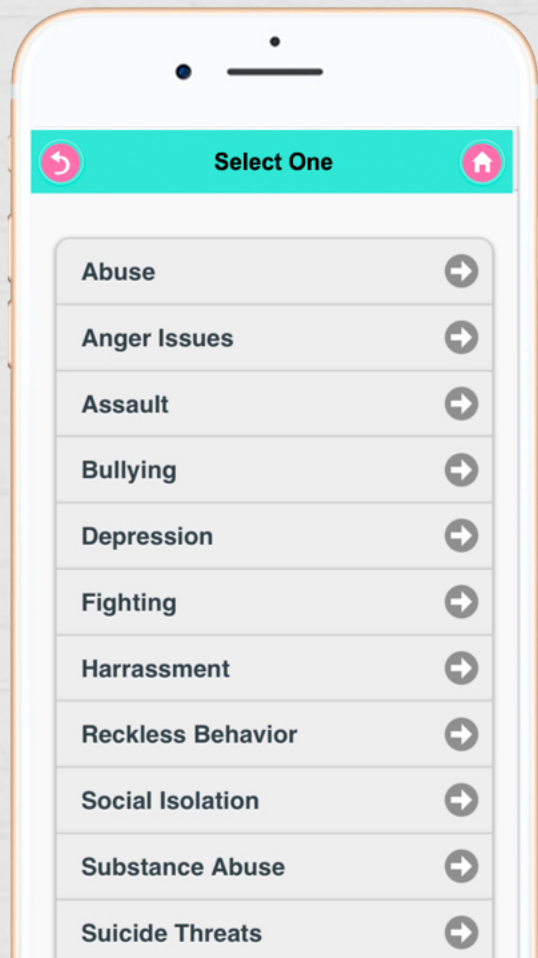 Select One
Abuse
Anger Issues
Assault
Bullying
Depression
Fighting
Harrassment
Reckless Behavior
Social Isolation
Substance Abuse
Suicide Threats